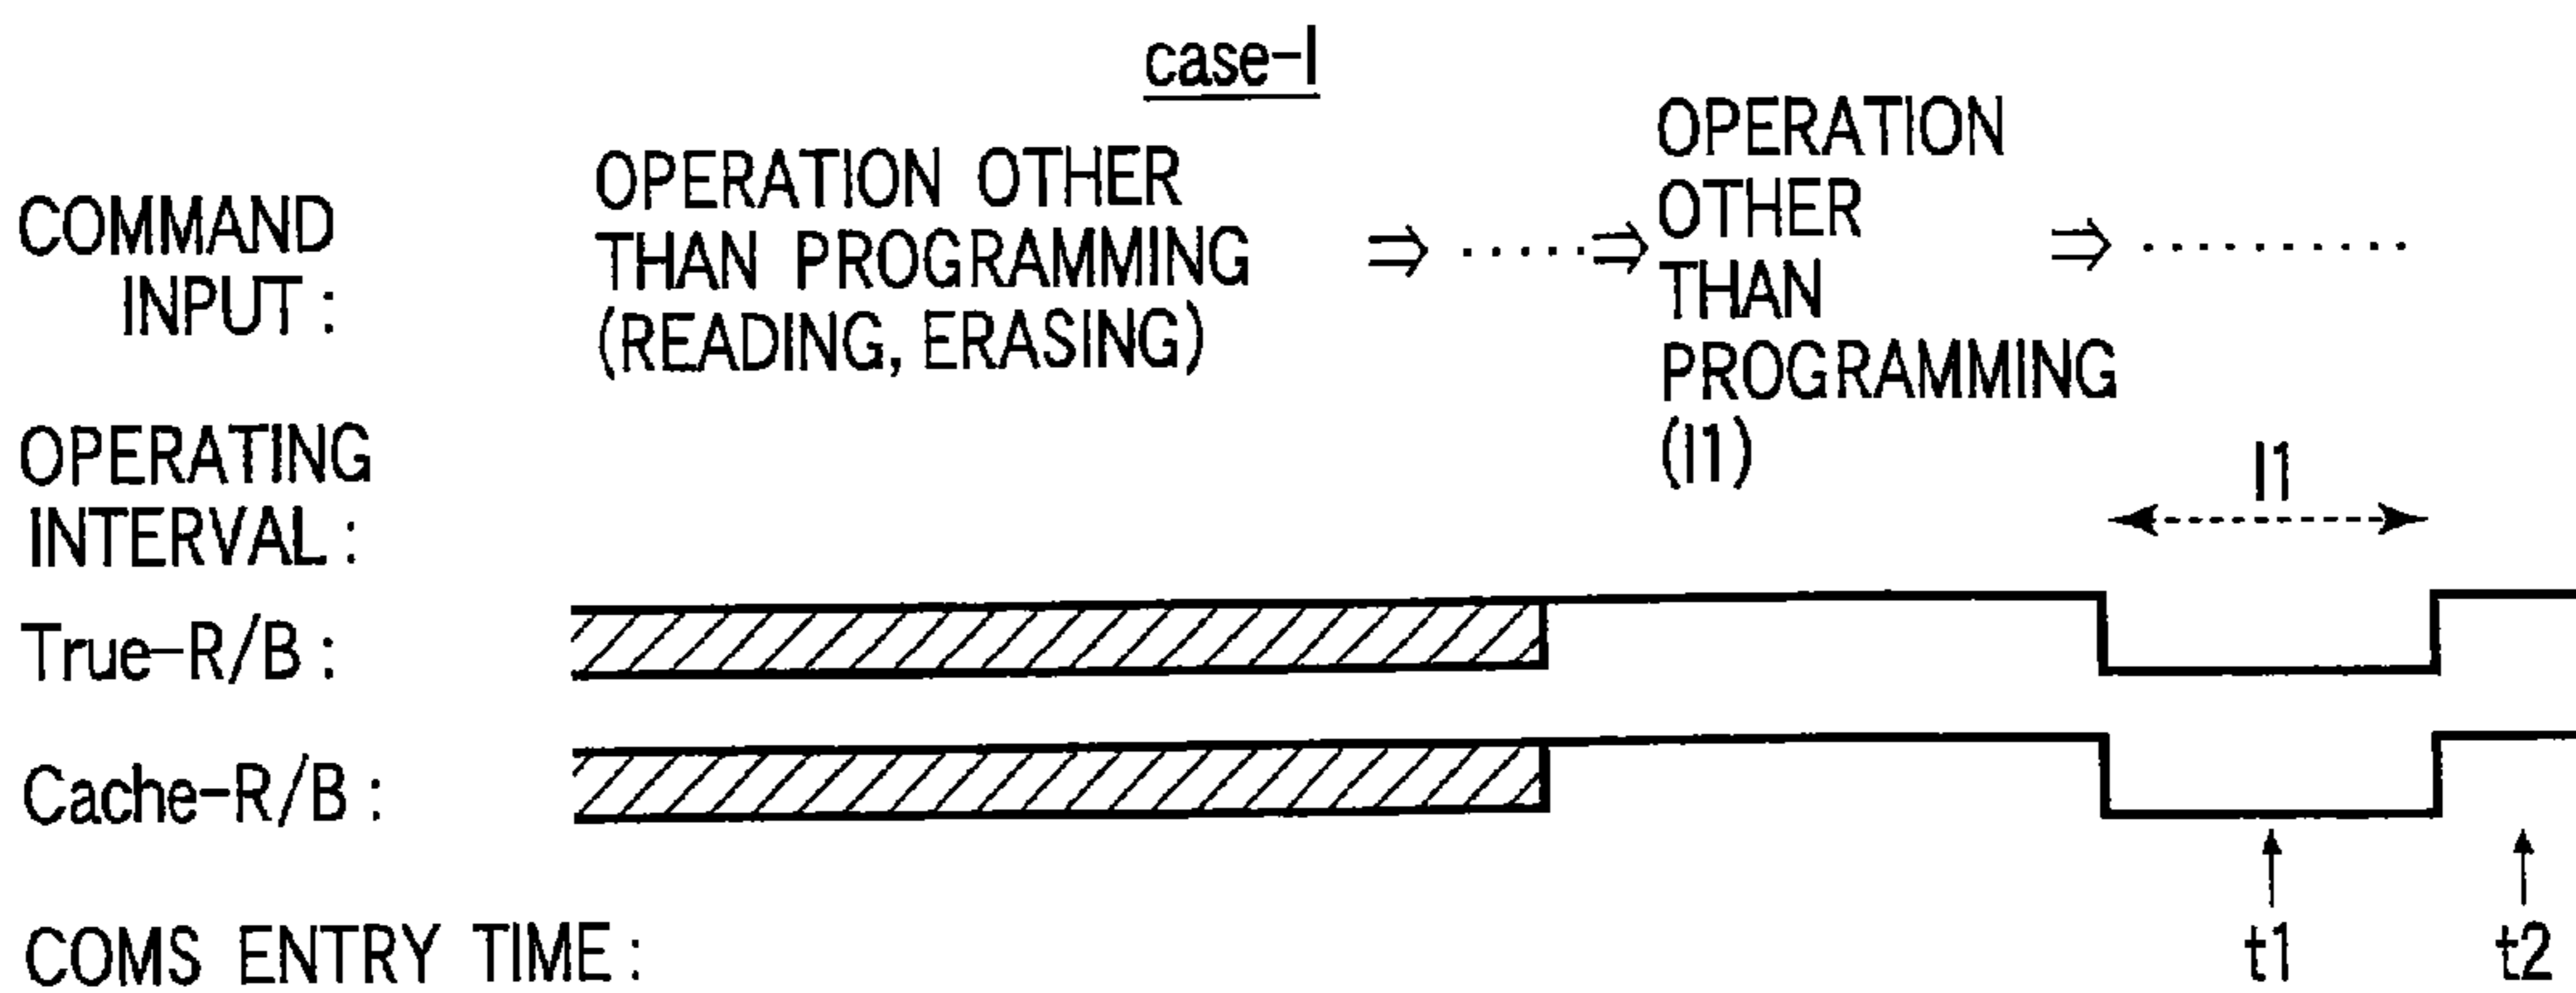 case-I
COMMAND
INPUT :
OPERATION OTHER
THAN PROGRAMMING
(READING, ERASING)
⇒ ····· ⇒
OPERATION
OTHER
THAN
PROGRAMMING
(I1)
⇒ ·········
OPERATING
INTERVAL :
I1
True-R/B :
Cache-R/B :
COMS ENTRY TIME :
t1
t2